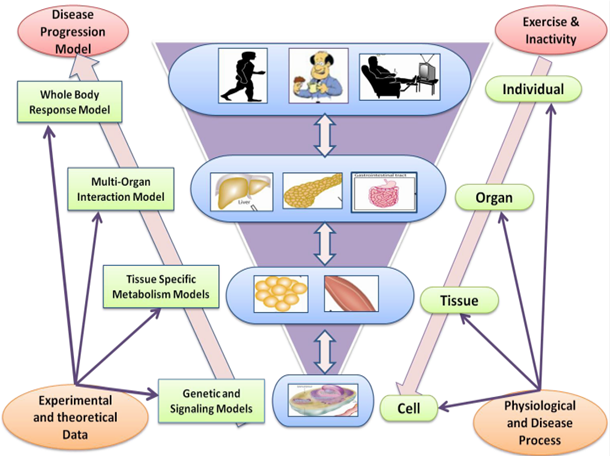 Disease
Progression
Model
Exercise &
Inactivity
Whole Body
Response Model
Individual
Multi-Organ
Interaction Model
Liver
Gastrointestinal tract
Organ
Tissue Specific
Metabolism Models
Tissue
Experimental
and theoretical
Data
Genetic and
Signaling Models
Cell
Physiological
and Disease
Process